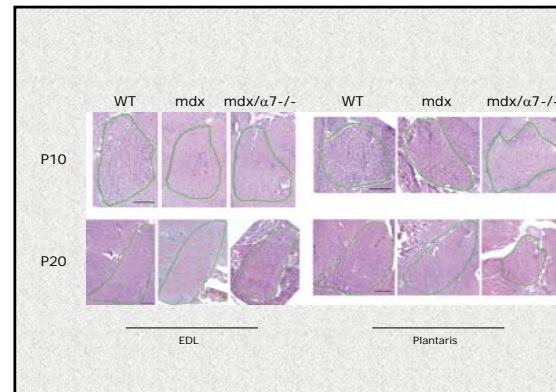 WT mdx mdx/α7-/- WT mdx mdx/α7-/-
P10
P20
EDL Plantaris